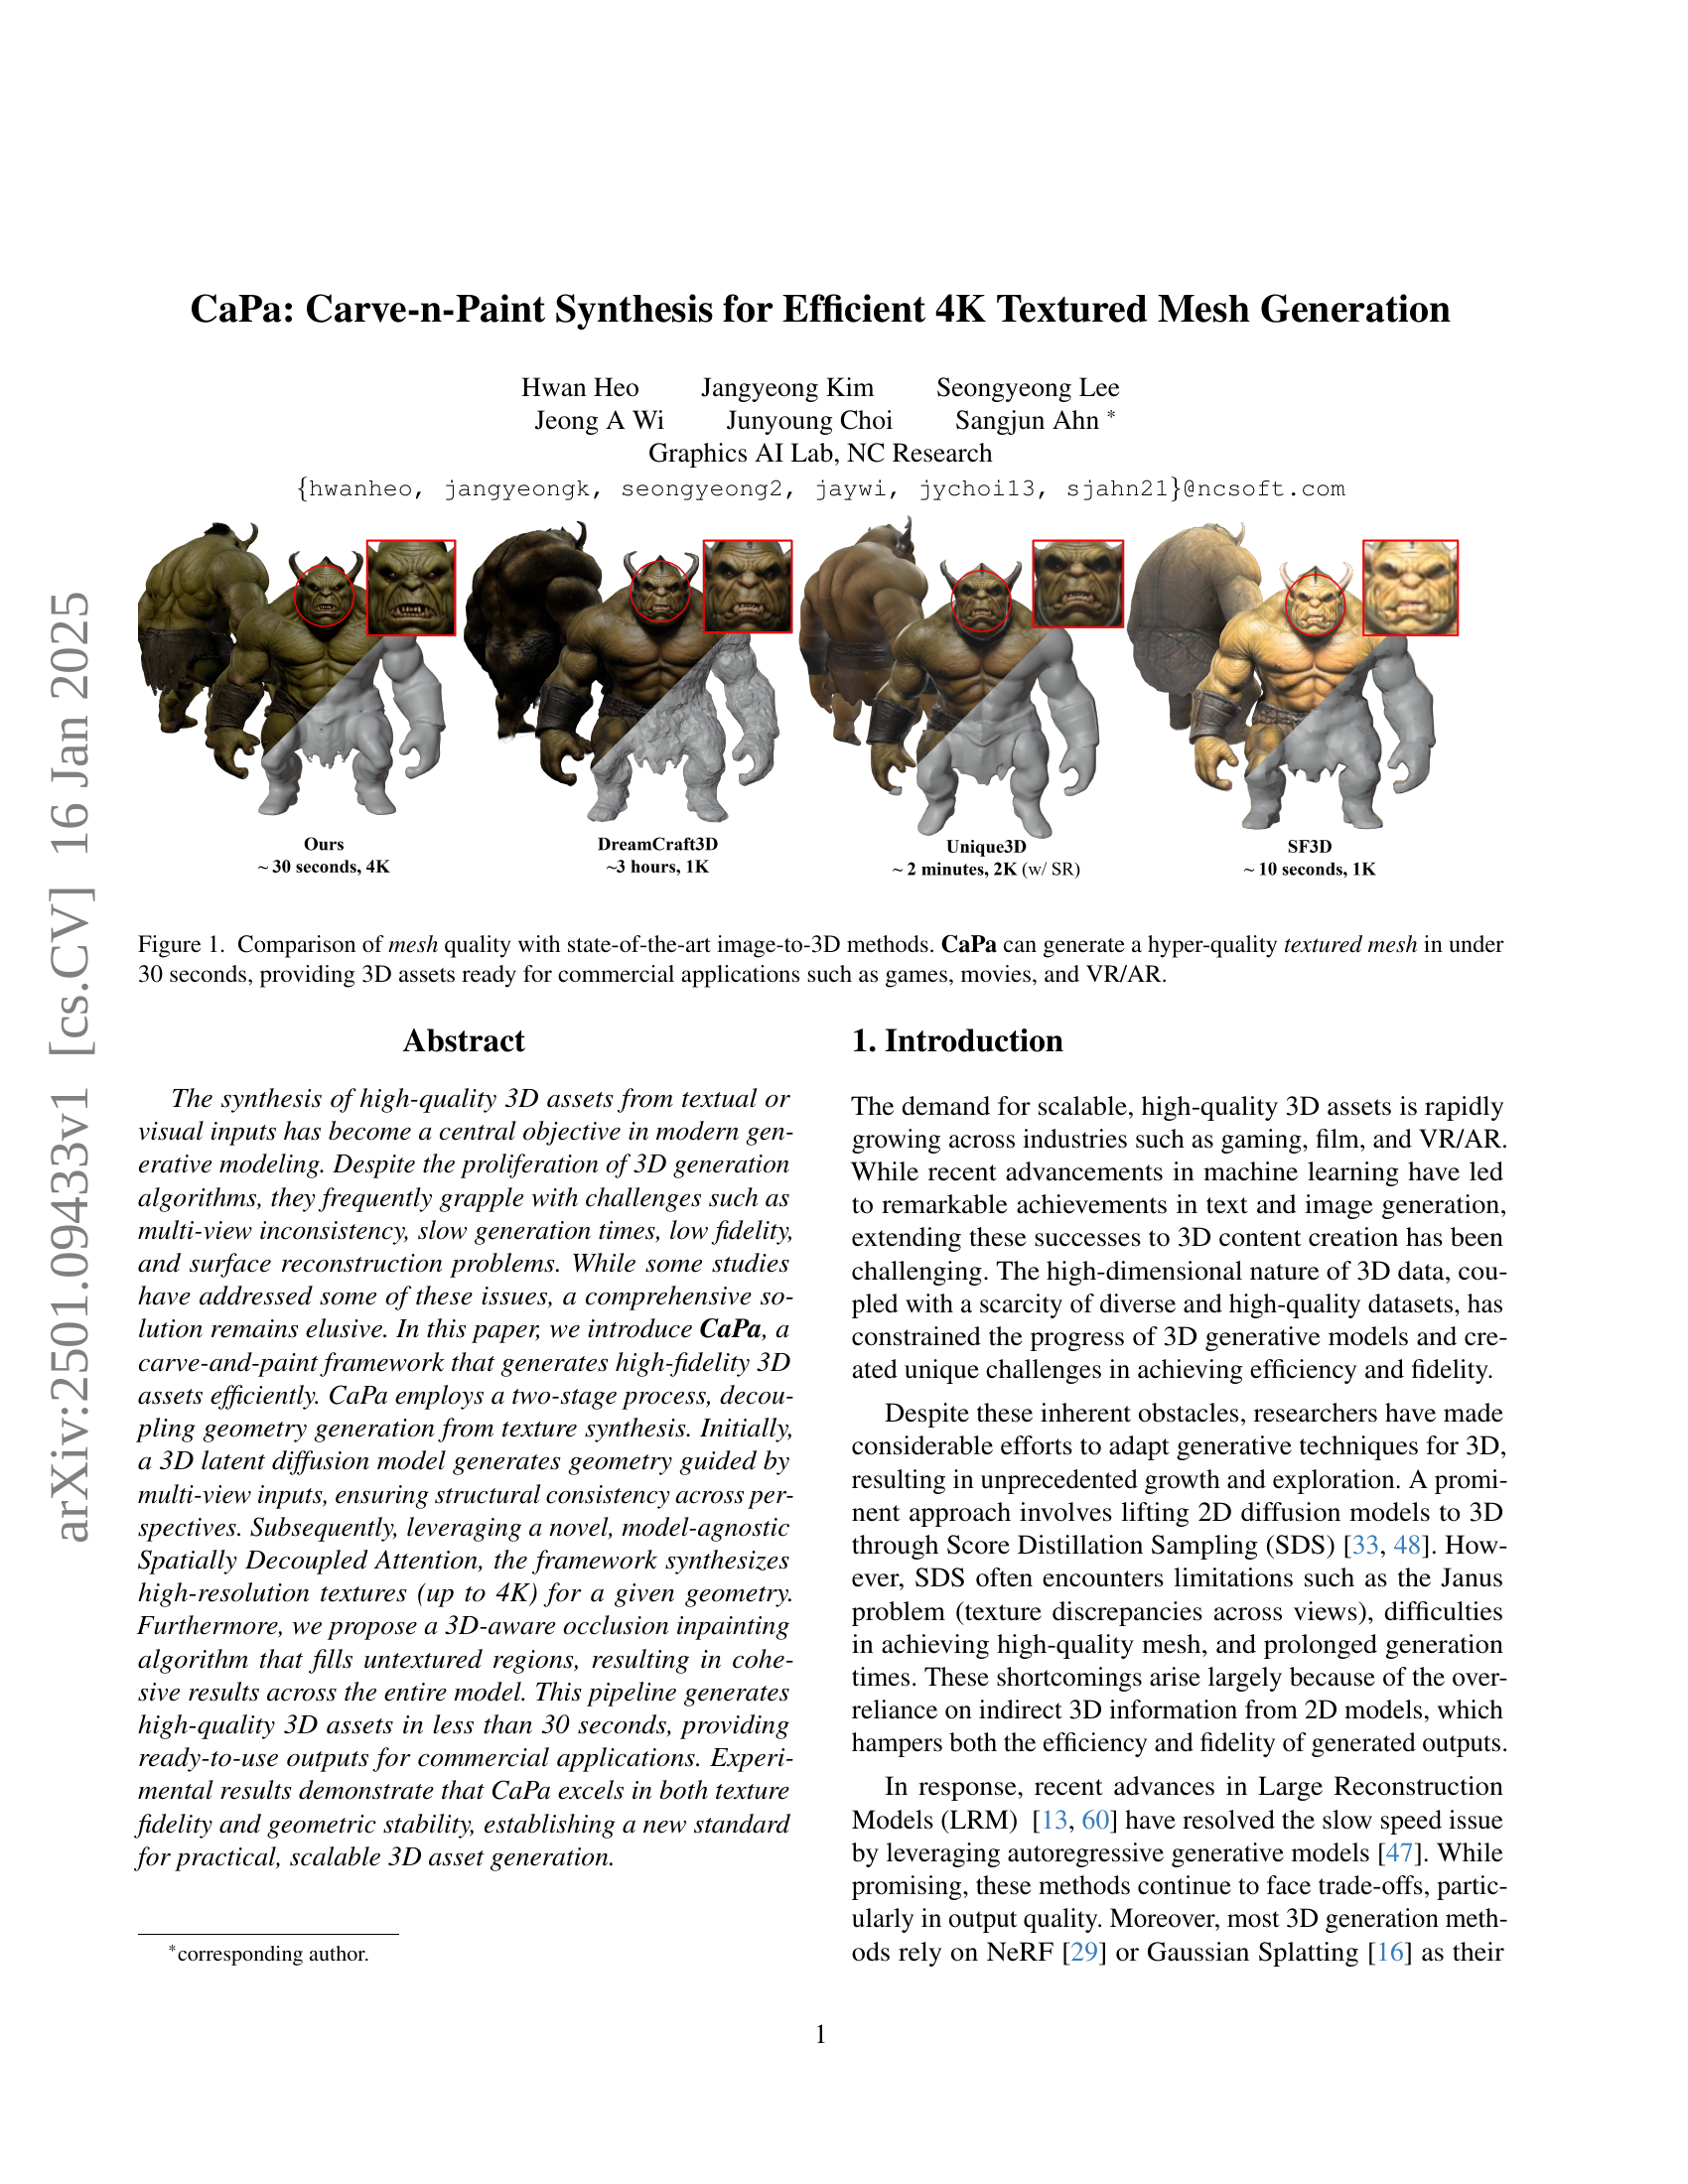 arXiv:2501.09433v1 [cs.CV] 16 Jan 2025
CaPa: Carve-n-Paint Synthesis for Efficient 4K Textured Mesh Generation
Hwan Heo Jangyeong Kim Seongyeong Lee
Jeong A Wi Junyoung Choi Sangjun Ahn *
Graphics AI Lab, NC Research
{hwanheo, jangyeongk, seongyeong2, jaywi, jychoi13, sjahn21}@ncsoft.com
Ours
~ 30 seconds, 4K
DreamCraft3D
~3 hours, 1K
Unique3D
~ 2 minutes, 2K (w/ SR)
SF3D
~ 10 seconds, 1K
Figure 1. Comparison of mesh quality with state-of-the-art image-to-3D methods. CaPa can generate a hyper-quality textured mesh in under
30 seconds, providing 3D assets ready for commercial applications such as games, movies, and VR/AR.
Abstract
The synthesis of high-quality 3D assets from textual or
visual inputs has become a central objective in modern gen-
erative modeling. Despite the proliferation of 3D generation
algorithms, they frequently grapple with challenges such as
multi-view inconsistency, slow generation times, low fidelity,
and surface reconstruction problems. While some studies
have addressed some of these issues, a comprehensive so-
lution remains elusive. In this paper, we introduce CaPa, a
carve-and-paint framework that generates high-fidelity 3D
assets efficiently. CaPa employs a two-stage process, decou-
pling geometry generation from texture synthesis. Initially,
a 3D latent diffusion model generates geometry guided by
multi-view inputs, ensuring structural consistency across per-
spectives. Subsequently, leveraging a novel, model-agnostic
Spatially Decoupled Attention, the framework synthesizes
high-resolution textures (up to 4K) for a given geometry.
Furthermore, we propose a 3D-aware occlusion inpainting
algorithm that fills untextured regions, resulting in cohe-
sive results across the entire model. This pipeline generates
high-quality 3D assets in less than 30 seconds, providing
ready-to-use outputs for commercial applications. Experi-
mental results demonstrate that CaPa excels in both texture
fidelity and geometric stability, establishing a new standard
for practical, scalable 3D asset generation.
*corresponding author.
1. Introduction
The demand for scalable, high-quality 3D assets is rapidly
growing across industries such as gaming, film, and VR/AR.
While recent advancements in machine learning have led
to remarkable achievements in text and image generation,
extending these successes to 3D content creation has been
challenging. The high-dimensional nature of 3D data, cou-
pled with a scarcity of diverse and high-quality datasets, has
constrained the progress of 3D generative models and cre-
ated unique challenges in achieving efficiency and fidelity.
Despite these inherent obstacles, researchers have made
considerable efforts to adapt generative techniques for 3D,
resulting in unprecedented growth and exploration. A promi-
nent approach involves lifting 2D diffusion models to 3D
through Score Distillation Sampling (SDS) [33, 48]. How-
ever, SDS often encounters limitations such as the Janus
problem (texture discrepancies across views), difficulties
in achieving high-quality mesh, and prolonged generation
times. These shortcomings arise largely because of the over-
reliance on indirect 3D information from 2D models, which
hampers both the efficiency and fidelity of generated outputs.
In response, recent advances in Large Reconstruction
Models (LRM) [13, 60] have resolved the slow speed issue
by leveraging autoregressive generative models [47]. While
promising, these methods continue to face trade-offs, partic-
ularly in output quality. Moreover, most 3D generation meth-
ods rely on NeRF [29] or Gaussian Splatting [16] as their
1